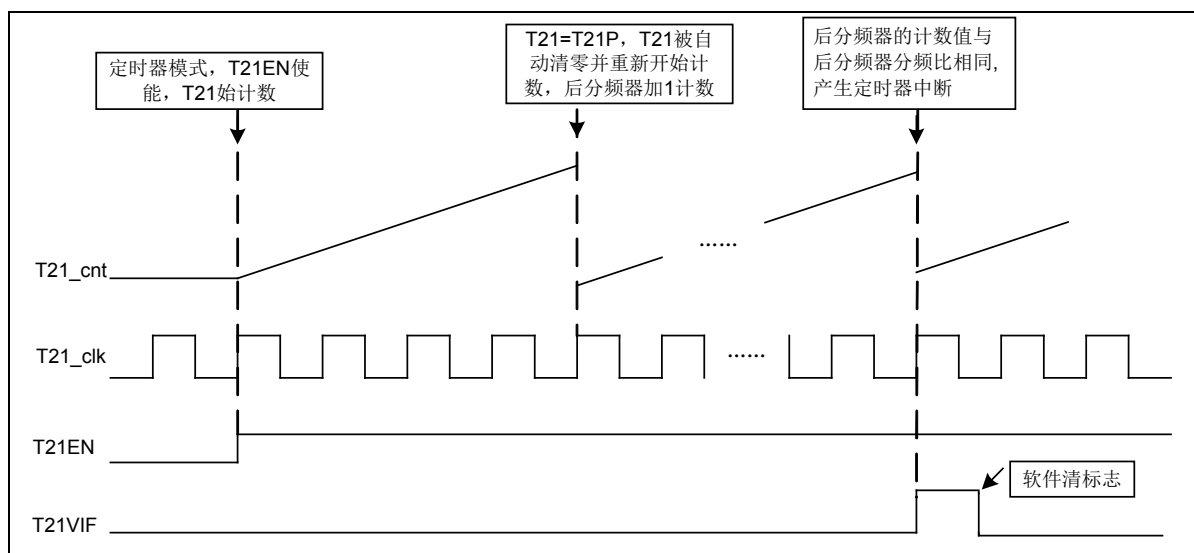 定时器模式，T21EN使
能，T21始计数
T21=T21P，T21被自
动清零并重新开始计
数，后分频器加1计数
后分频器的计数值与
后分频器分频比相同,
产生定时器中断
T21_cnt
......
T21_clk
......
T21EN
软件清标志
T21VIF